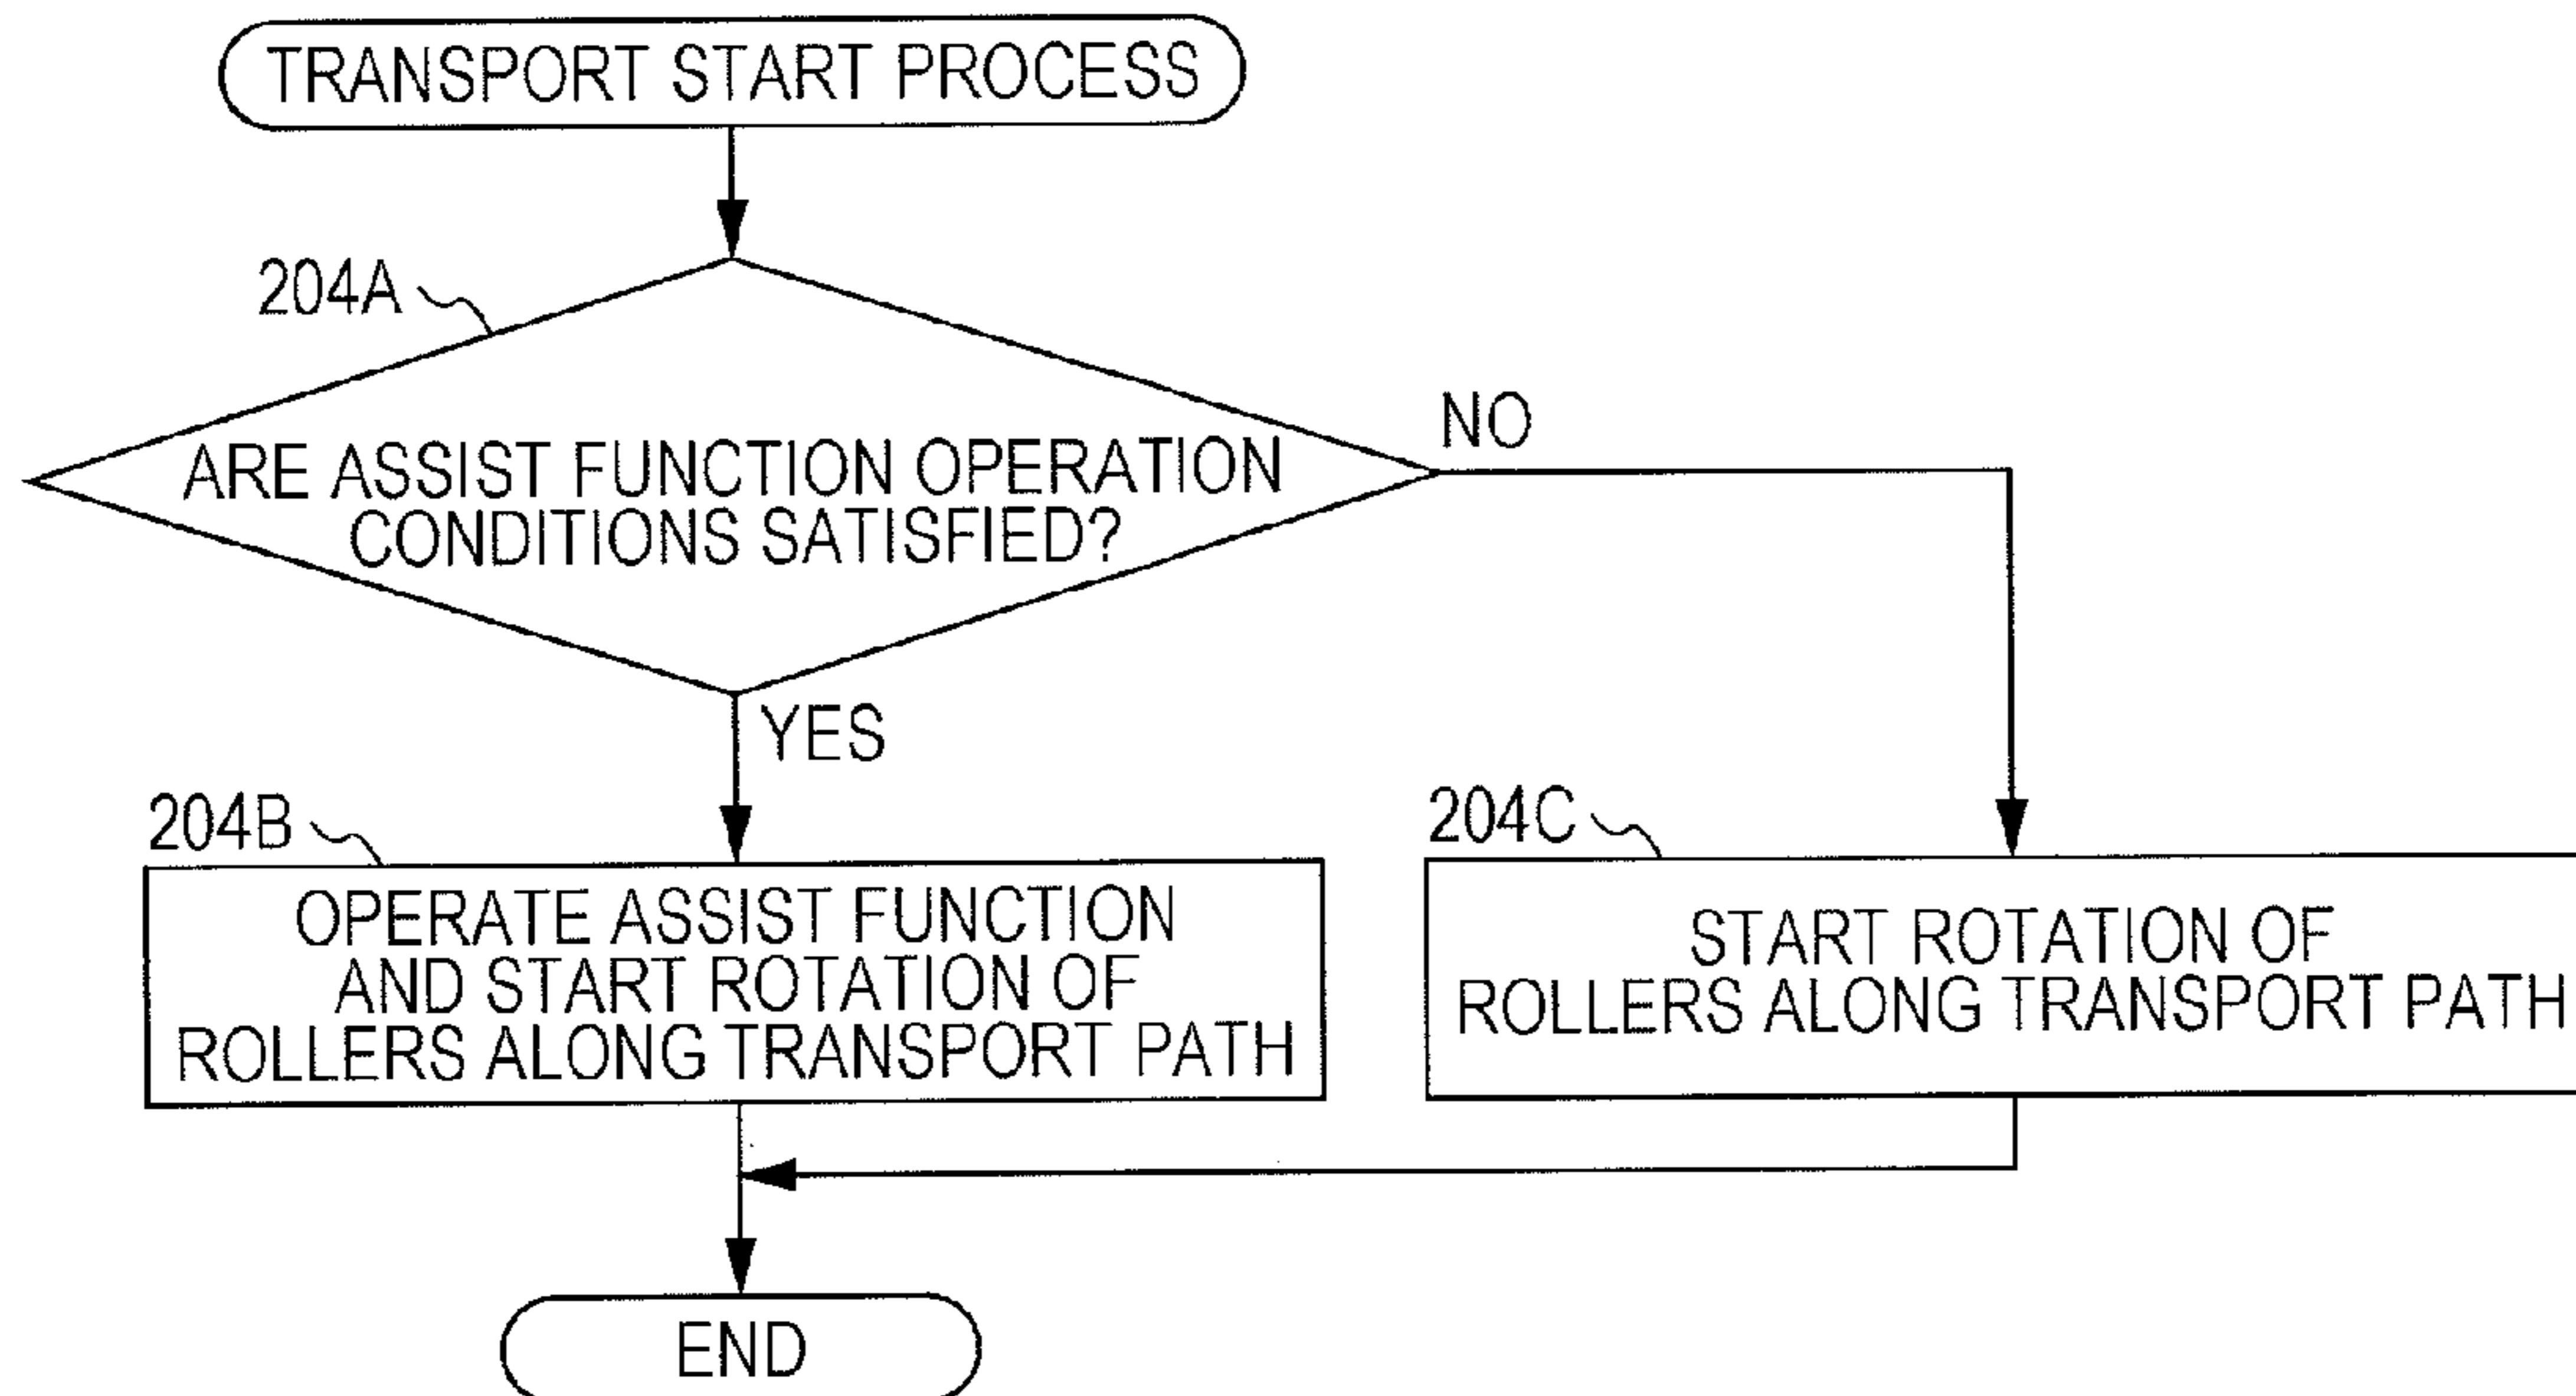 TRANSPORT START PROCESS
204A
ARE ASSIST FUNCTION OPERATION
CONDITIONS SATISFIED?
NO
YES
204B
OPERATE ASSIST FUNCTION
AND START ROTATION OF
ROLLERS ALONG TRANSPORT PATH
204C
START ROTATION OF
ROLLERS ALONG TRANSPORT PATH
END